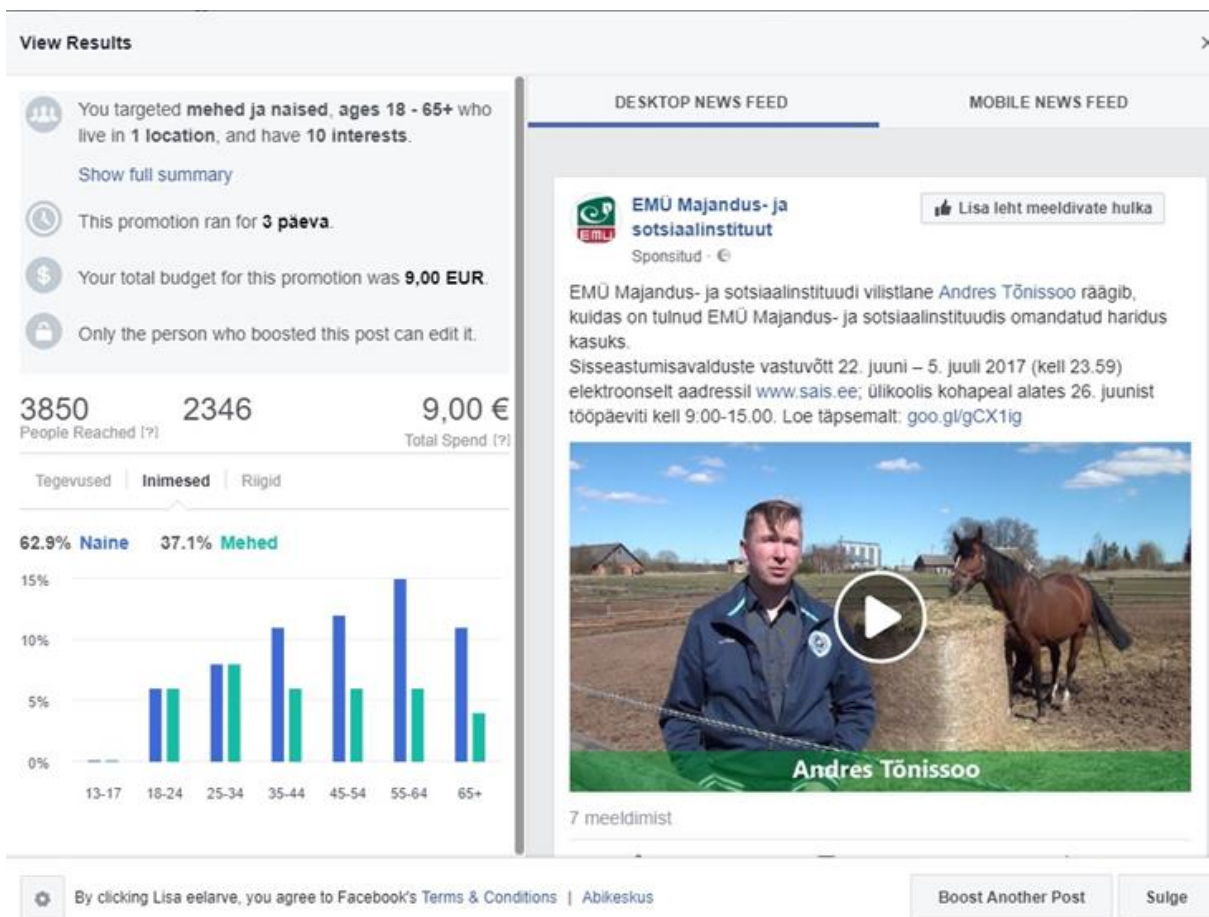 View Results
You targeted mehed ja naised, ages 18 - 65+ who
live in 1 location, and have 10 interests.
Show full summary
This promotion ran for 3 päeva.
Your total budget for this promotion was 9,00 EUR.
Only the person who boosted this post can edit it.
3850 2346 9,00 €
People Reached [?] Total Spend [?]
Tegevused Inimesed Riigid
62.9% Naine 37.1% Mehed
15%
10%
5%
0%
13-17 18-24 25-34 35-44 45-54 55-64 65+
DESKTOP NEWS FEED MOBILE NEWS FEED
EMÜ
EMÜ Majandus- ja
sotsiaalinstituut
Lisa leht meeldivate hulka
Sponsitud ·
EMÜ Majandus- ja sotsiaalinstituudi vilistlane Andres Tõnissoo räägib,
kuidas on tulnud EMÜ Majandus- ja sotsiaalinstituudis omandatud haridus
kasuks.
Sisseastumisavalduste vastuvõtt 22. juuni – 5. juuli 2017 (kell 23.59)
elektroonselt aadressil www.sais.ee; ülikoolis kohapeal alates 26. juunist
tööpäeviti kell 9:00-15.00. Loe täpsemalt: goo.gl/gCX1ig
Andres Tõnissoo
7 meeldimist
By clicking Lisa eelarve, you agree to Facebook's Terms & Conditions | Abikeskus
Boost Another Post Sulge